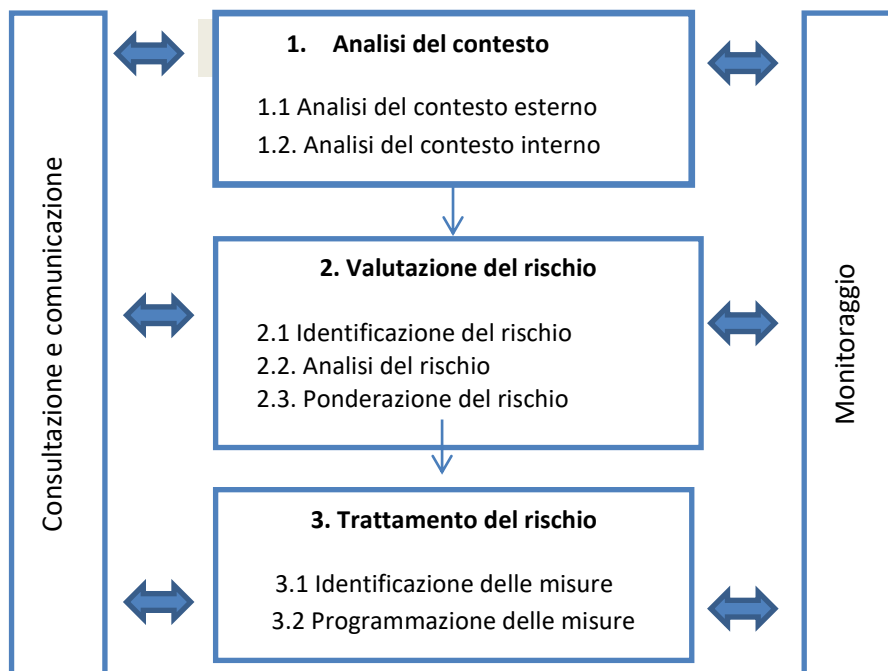 Consultazione e comunicazione
1. Analisi del contesto
1.1 Analisi del contesto esterno
1.2. Analisi del contesto interno
2. Valutazione del rischio
2.1 Identificazione del rischio
2.2. Analisi del rischio
2.3. Ponderazione del rischio
3. Trattamento del rischio
3.1 Identificazione delle misure
3.2 Programmazione delle misure
Monitoraggio